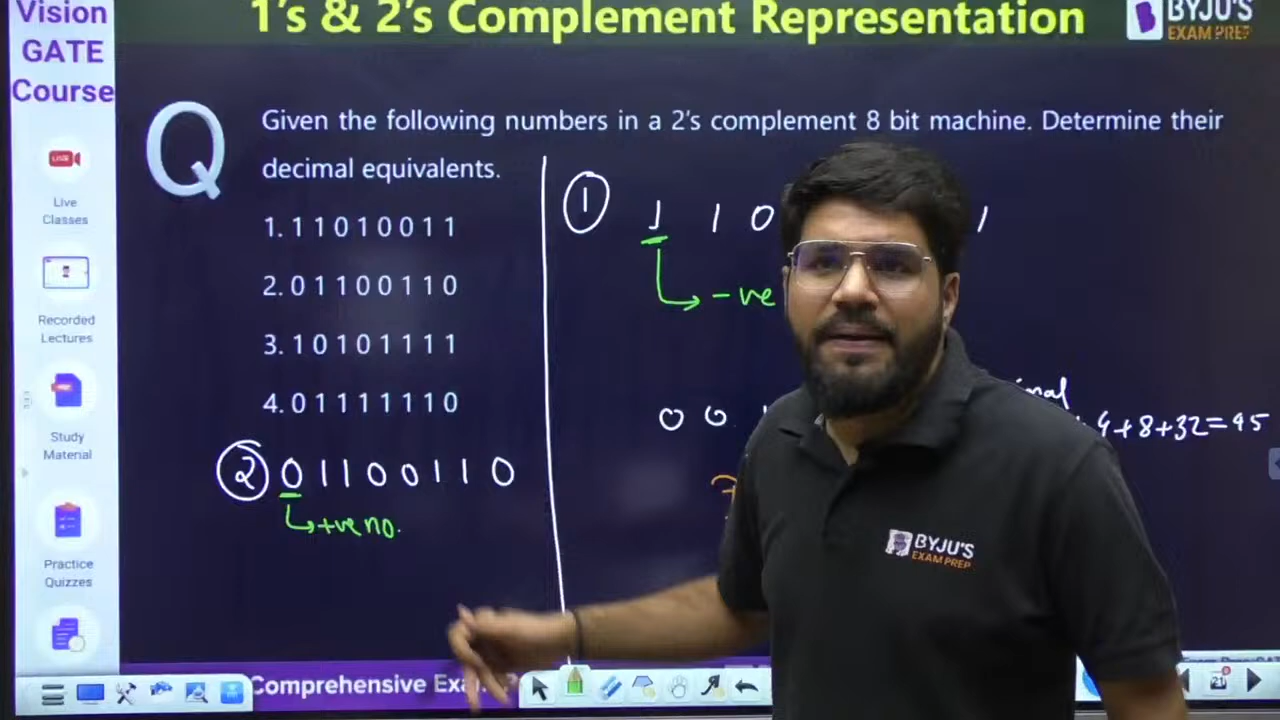 Vision
GATE
Course
1's & 2's Complement Representation
BYJU'S
EXAM PREP
Live
Classes
Recorded
Lectures
Study
Material
Practice
Quizzes
Q
Given the following numbers in a 2's complement 8 bit machine. Determine their
decimal equivalents.
1. 1 1 0 1 0 0 1 1
2. 0 1 1 0 0 1 1 0
3. 1 0 1 0 1 1 1 1
4. 0 1 1 1 1 1 1 0
② 0 1 1 0 0 1 1 0
+ve no.
① 1 1 0 1
-ve
0 0
4+8+32=45
BYJU'S
EXAM PREP
Comprehensive
21